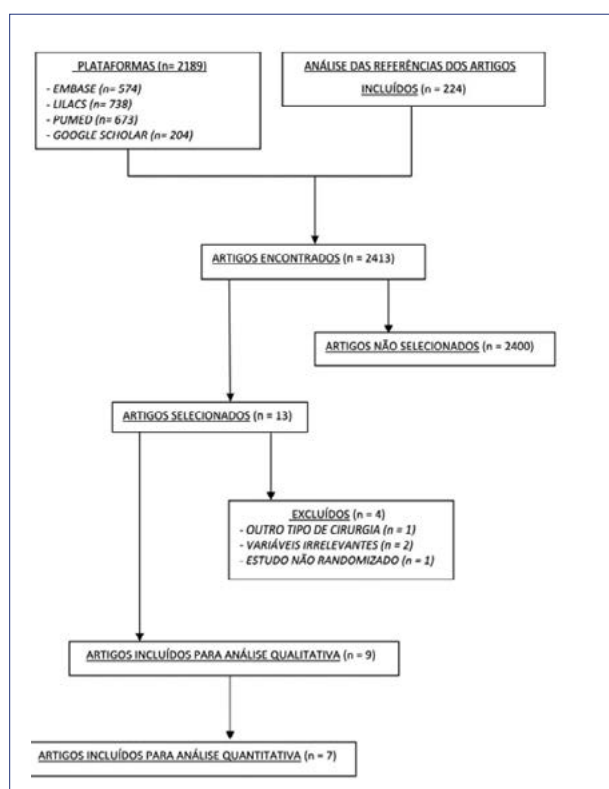 PLATAFORMAS (n= 2189)
- EMBASE (n= 574)
- LILACS (n= 738)
- PUMED (n= 673)
- GOOGLE SCHOLAR (n= 204)
ANÁLISE DAS REFERÊNCIAS DOS ARTIGOS
INCLUÍDOS (n = 224)
ARTIGOS ENCONTRADOS (n = 2413)
ARTIGOS NÃO SELECIONADOS (n = 2400)
ARTIGOS SELECIONADOS (n = 13)
EXCLUÍDOS (n = 4)
- OUTRO TIPO DE CIRURGIA (n = 1)
- VARIÁVEIS IRRELEVANTES (n = 2)
- ESTUDO NÃO RANDOMIZADO (n = 1)
ARTIGOS INCLUÍDOS PARA ANÁLISE QUALITATIVA (n = 9)
ARTIGOS INCLUÍDOS PARA ANÁLISE QUANTITATIVA (n = 7)